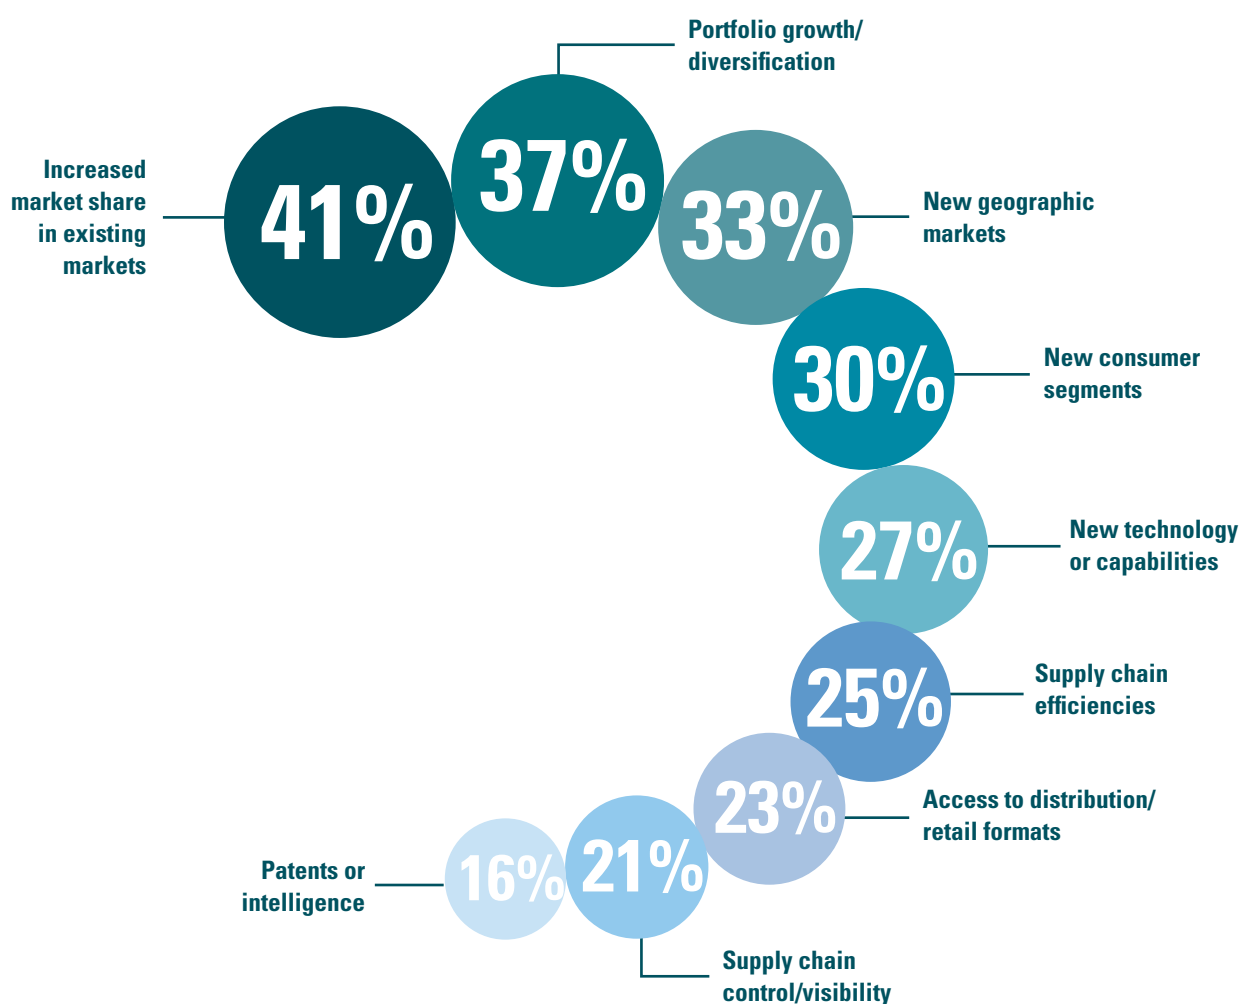 Portfolio growth/
diversification
37%
Increased
market share
in existing
markets
41%
33%
New geographic
markets
30%
New consumer
segments
27%
New technology
or capabilities
25%
Supply chain
efficiencies
23%
Access to distribution/
retail formats
21%
Supply chain
control/visibility
16%
Patents or
intelligence